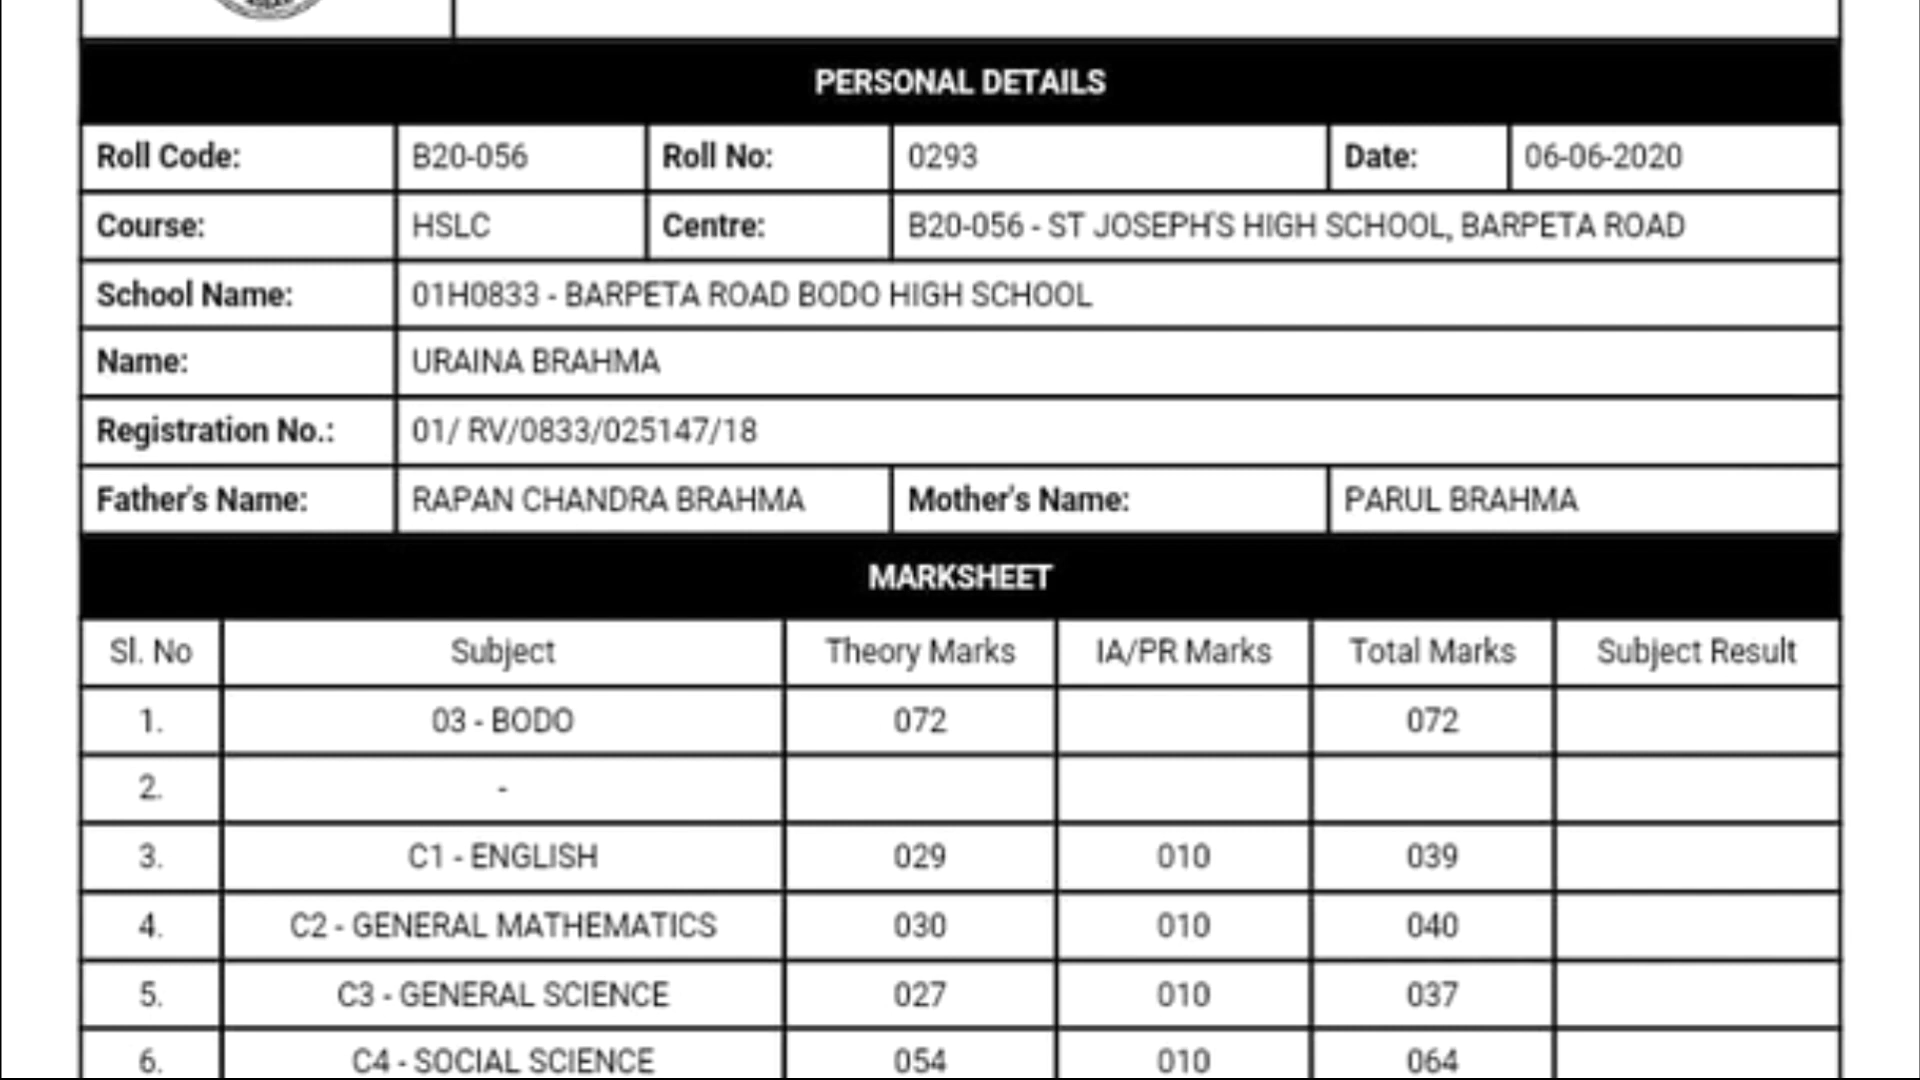 PERSONAL DETAILS
Roll Code: B20-056 Roll No: 0293 Date: 06-06-2020
Course: HSLC Centre: B20-056 - ST JOSEPH'S HIGH SCHOOL, BARPETA ROAD
School Name: 01H0833 - BARPETA ROAD BODO HIGH SCHOOL
Name: URAINA BRAHMA
Registration No.: 01/ RV/0833/025147/18
Father's Name: RAPAN CHANDRA BRAHMA Mother's Name: PARUL BRAHMA
MARKSHEET
Sl. No Subject Theory Marks IA/PR Marks Total Marks Subject Result
1. 03 - BODO 072 072
2. -
3. C1 - ENGLISH 029 010 039
4. C2 - GENERAL MATHEMATICS 030 010 040
5. C3 - GENERAL SCIENCE 027 010 037
6. C4 - SOCIAL SCIENCE 054 010 064